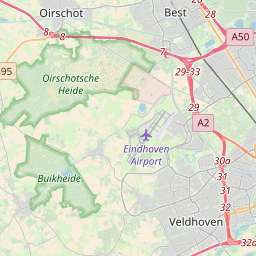 Oirschot
Best
8
8
7
28
A50
29-33
Oirschotsche
Heide
95
29
A2
Eindhoven
Airport
30a
31
31
Buikheide
Veldhoven
32
32a